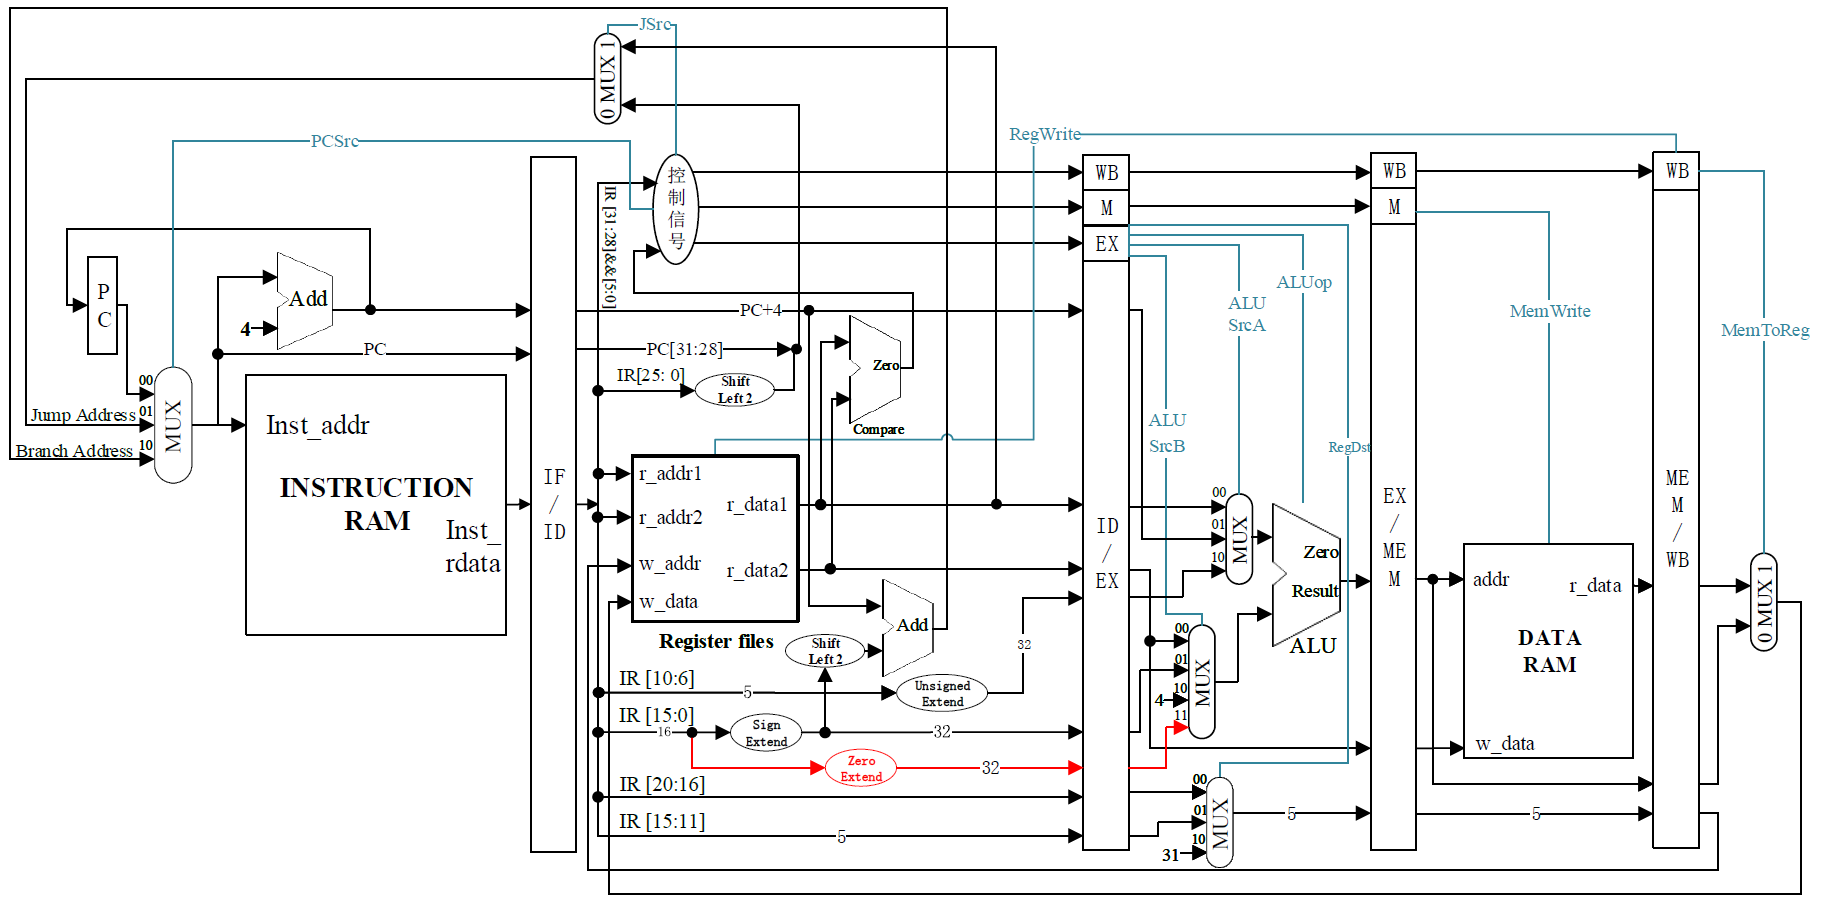 JSrc
0 MUX 1
PCSrc
RegWrite
控
制
信
号
IR [31:28]&&[5:0]
WB
M
EX
WB
M
WB
P
C
Add
4
PC
PC+4
PC[31:28]
IR[25: 0]
Shift
Left 2
Zero
Compare
ALU
SrcA
ALUop
MemWrite
MemToReg
ALU
SrcB
RegDst
00
Jump Address
01
Branch Address
10
MUX
Inst_addr
INSTRUCTION
RAM
Inst_
rdata
IF
/
ID
r_addr1
r_addr2
w_addr
w_data
r_data1
r_data2
Register files
Add
Shift
Left 2
IR [10:6]
5
Unsigned
Extend
32
IR [15:0]
16
Sign
Extend
32
Zero
Extend
32
IR [20:16]
IR [15:11]
5
ID
/
EX
00
01
10
MUX
Zero
Result
ALU
00
01
10
4
11
MUX
00
01
10
31
MUX
5
EX
/
ME
M
addr
r_data
DATA
RAM
w_data
5
ME
M
/
WB
0 MUX 1